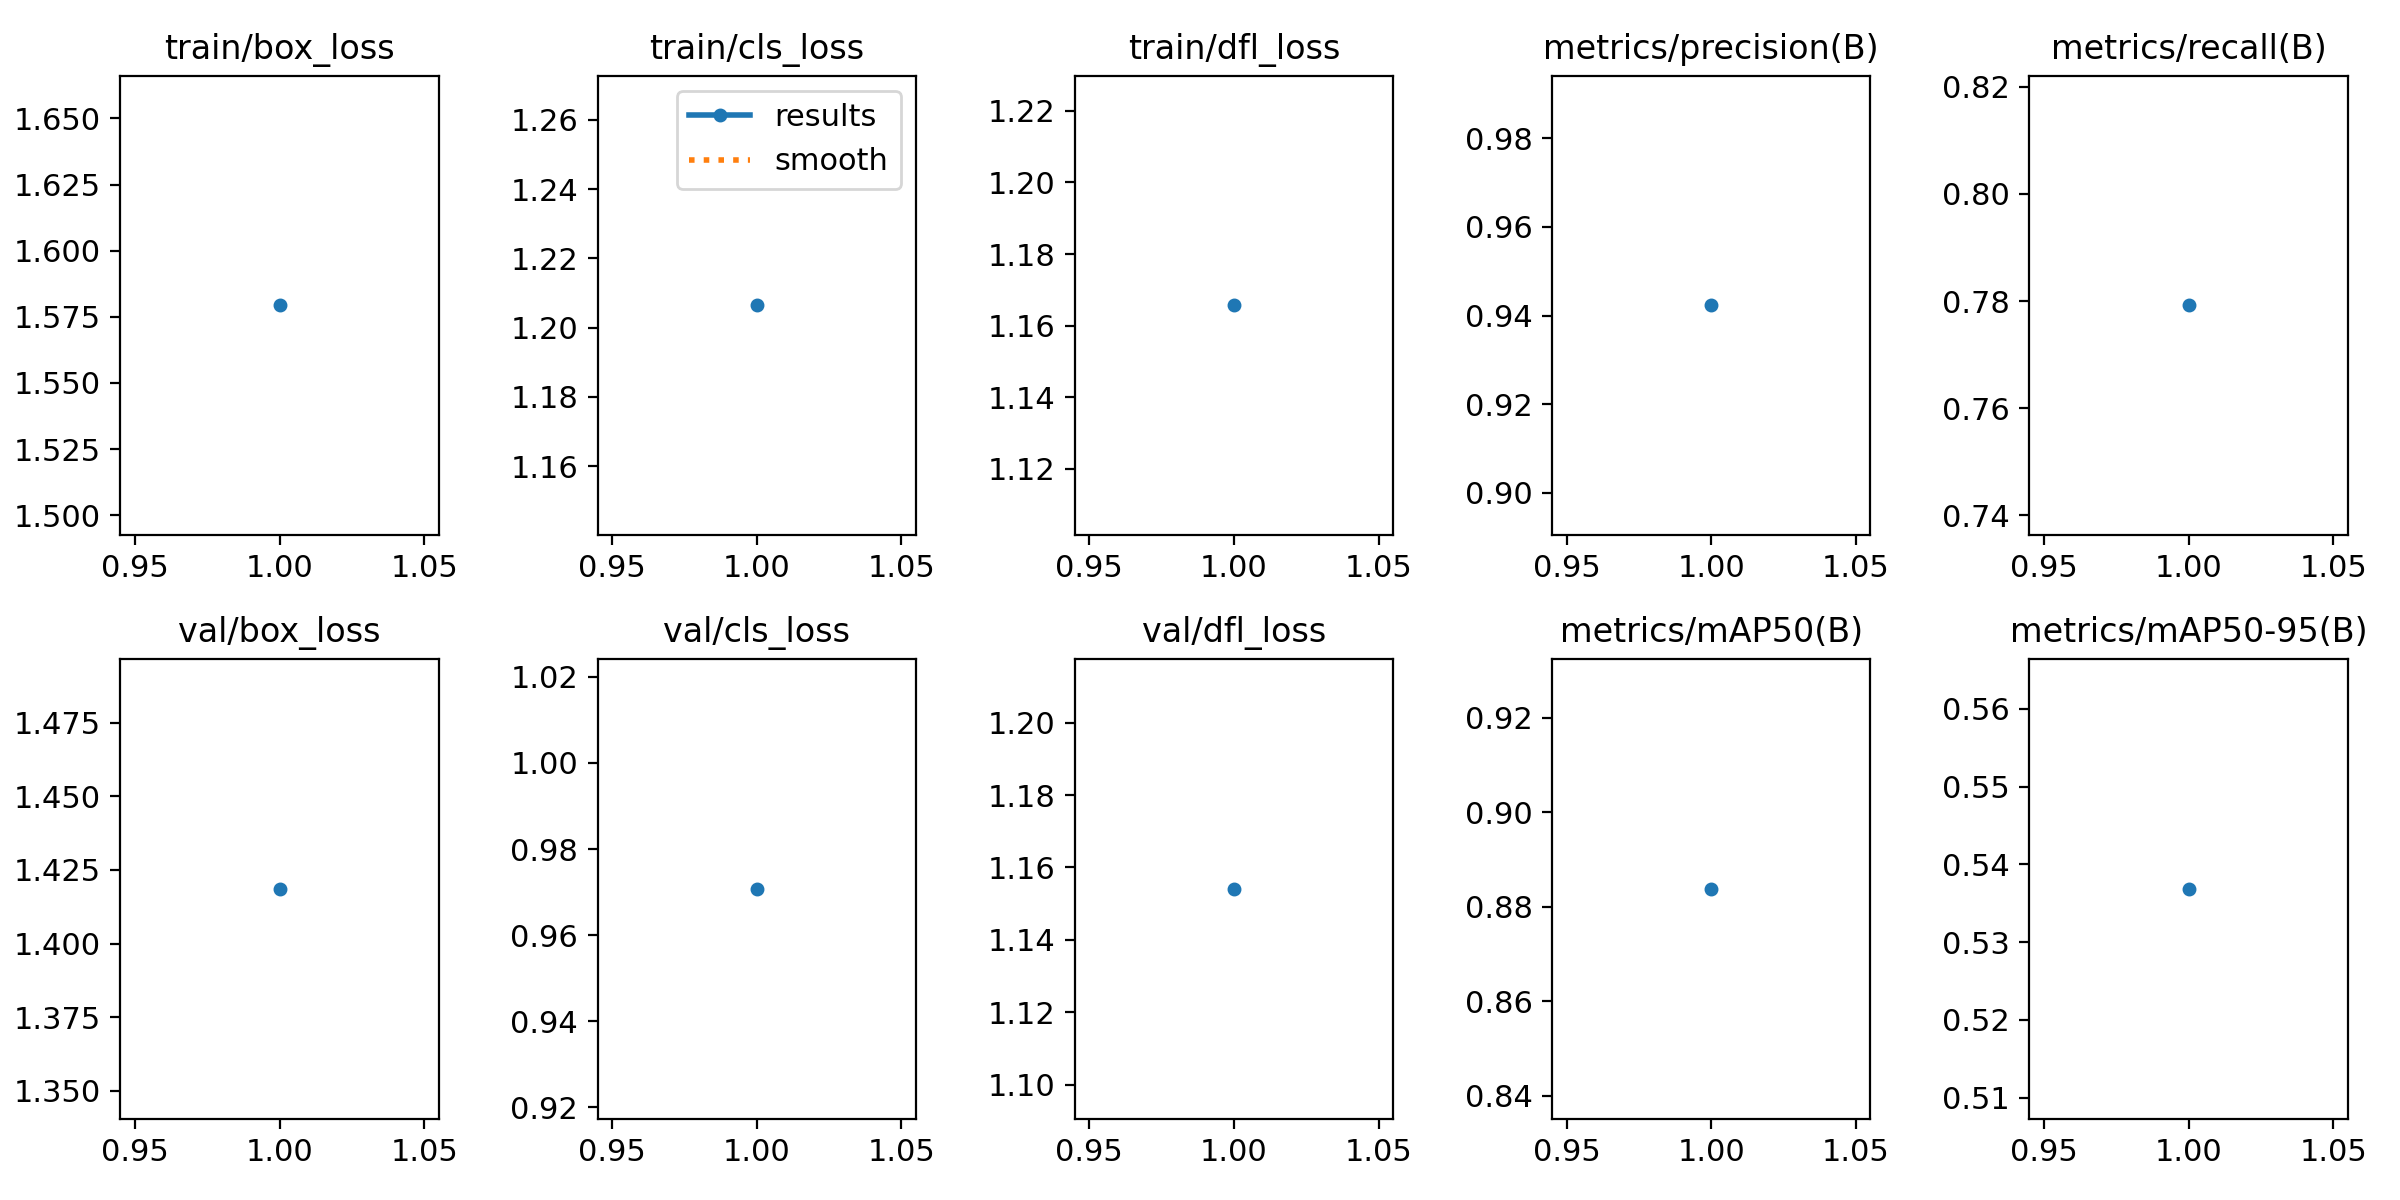 train/box_loss
1.650
1.625
1.600
1.575
1.550
1.525
1.500
0.95 1.00 1.05
train/cls_loss
results
smooth
1.26
1.24
1.22
1.20
1.18
1.16
0.95 1.00 1.05
train/dfl_loss
1.22
1.20
1.18
1.16
1.14
1.12
0.95 1.00 1.05
metrics/precision(B)
0.98
0.96
0.94
0.92
0.90
0.95 1.00 1.05
metrics/recall(B)
0.82
0.80
0.78
0.76
0.74
0.95 1.00 1.05
val/box_loss
1.475
1.450
1.425
1.400
1.375
1.350
0.95 1.00 1.05
val/cls_loss
1.02
1.00
0.98
0.96
0.94
0.92
0.95 1.00 1.05
val/dfl_loss
1.20
1.18
1.16
1.14
1.12
1.10
0.95 1.00 1.05
metrics/mAP50(B)
0.92
0.90
0.88
0.86
0.84
0.95 1.00 1.05
metrics/mAP50-95(B)
0.56
0.55
0.54
0.53
0.52
0.51
0.95 1.00 1.05